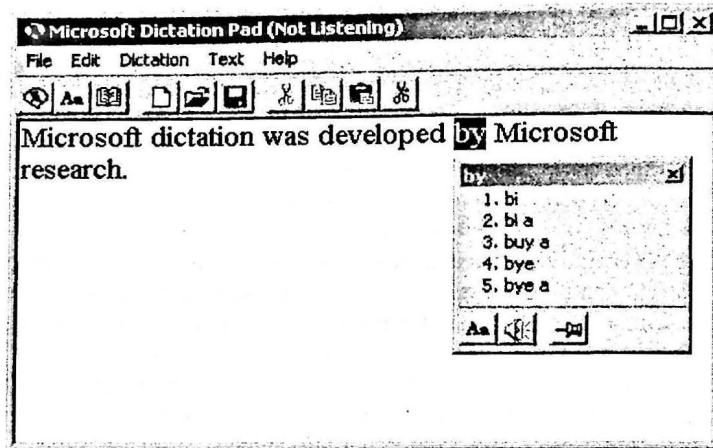 Microsoft Dictation Pad (Not Listening)
File Edit Dictation Text Help
Aa
Microsoft dictation was developed by Microsoft
research.
by
1. bi
2. bi a
3. buy a
4. bye
5. bye a
Aa